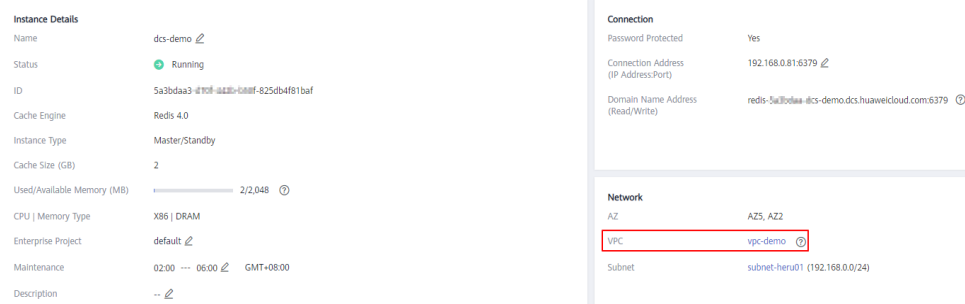 Instance Details
Name dcs-demo
Status Running
ID 5a3bdaa3- -825db4f81baf
Cache Engine Redis 4.0
Instance Type Master/Standby
Cache Size (GB) 2
Used/Available Memory (MB) 2/2,048
CPU | Memory Type X86 | DRAM
Enterprise Project default
Maintenance 02:00 --- 06:00 GMT+08:00
Description --
Connection
Password Protected Yes
Connection Address 192.168.0.81:6379
(IP Address:Port)
Domain Name Address redis- dcs-demo.dcs.huaweicloud.com:6379
(Read/Write)
Network
AZ AZ5, AZ2
VPC vpc-demo
Subnet subnet-heru01 (192.168.0.0/24)